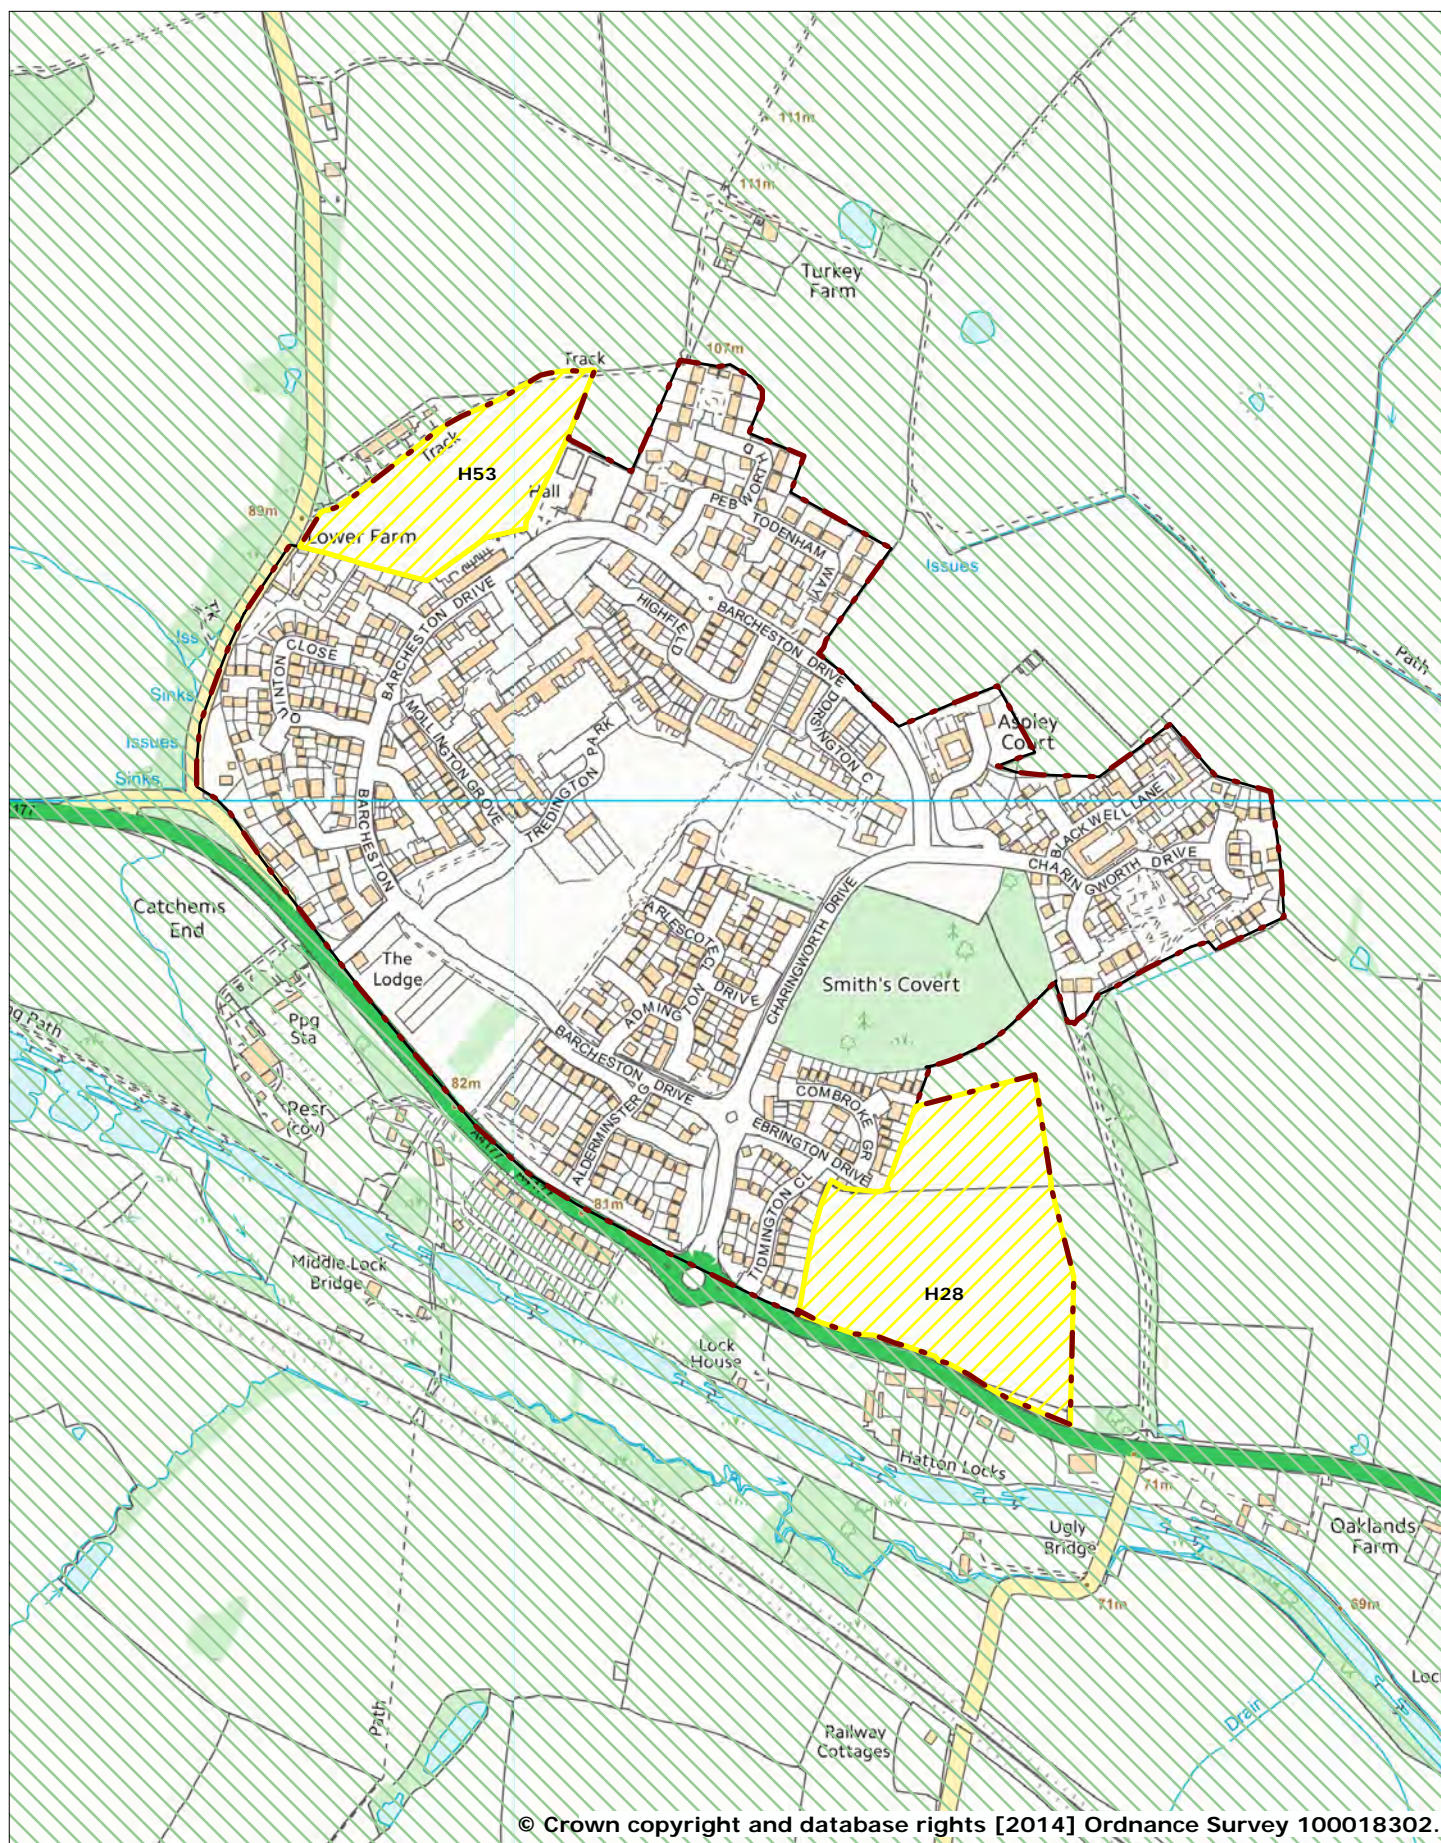 111m
111m
Turkey
Farm
107m
Track
Track
H53
Hall
89m
Lower Farm
PEBWORTH
D
TODENHAM
WAY
Issues
TK
Iss
HIGHFIELD
BARCHESTON DRIVE
BARCHESTON DRIVE
QUINTON
CLOSE
Path
Sinks
DORSINGTON C
MOLLINGTON GROVE
TREDINGTON PARK
Aspley
Court
Issues
Sinks
BARCHESTON
BLACKWELL LANE
CHARINGWORTH DRIVE
CHARINGWORTH DRIVE
Catchems
End
The
Lodge
ARLESCOTE CL
Smith's Covert
ADMINGTON DRIVE
ng Path
Ppg
Sta
BARCHESTON DRIVE
82m
Resr
(cov)
COMBROKE GR
A4177
ALDERMINSTER G
EBRINGTON DRIVE
TIDMINGTON CL
81m
Middle Lock
Bridge
H28
Lock
House
Hatton Locks
71m
Ugly
Bridge
Oaklands
Farm
71m
69m
Loc
Path
Drain
Railway
Cottages
© Crown copyright and database rights [2014] Ordnance Survey 100018302.